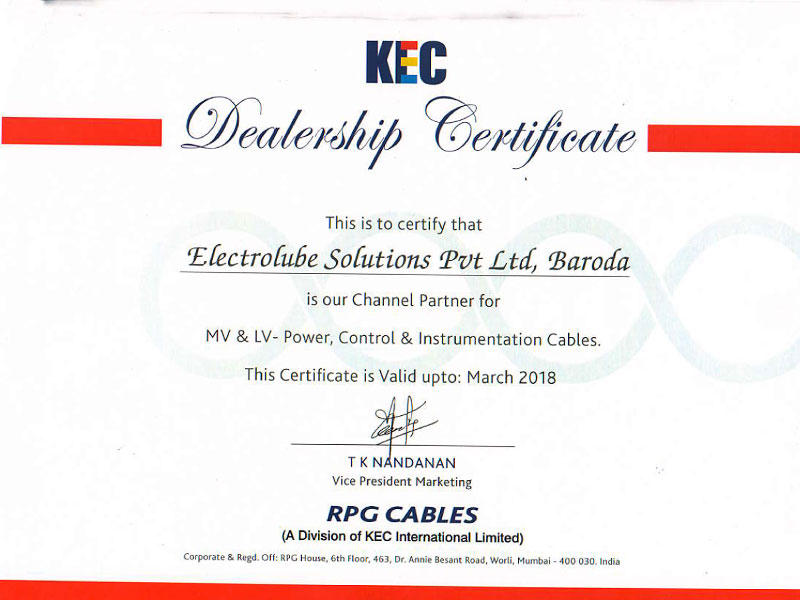 KEC
Dealership Certificate
This is to certify that
Electrolube Solutions Pvt Ltd, Baroda
is our Channel Partner for
MV & LV- Power, Control & Instrumentation Cables.
This Certificate is Valid upto: March 2018
T K NANDANAN
Vice President Marketing
RPG CABLES
(A Division of KEC International Limited)
Corporate & Regd. Off: RPG House, 6th Floor, 463, Dr. Annie Besant Road, Worli, Mumbai - 400 030. India